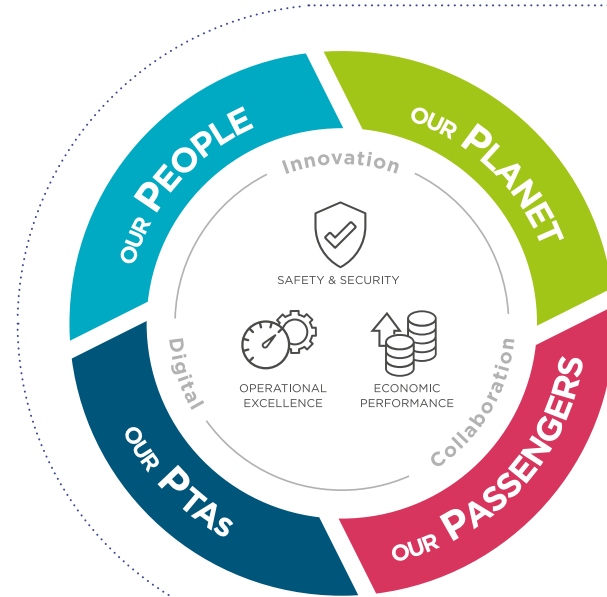 OUR PEOPLE
OUR PLANET
Innovation
SAFETY & SECURITY
OPERATIONAL
EXCELLENCE
ECONOMIC
PERFORMANCE
Digital
Collaboration
OUR PTAs
OUR PASSENGERS